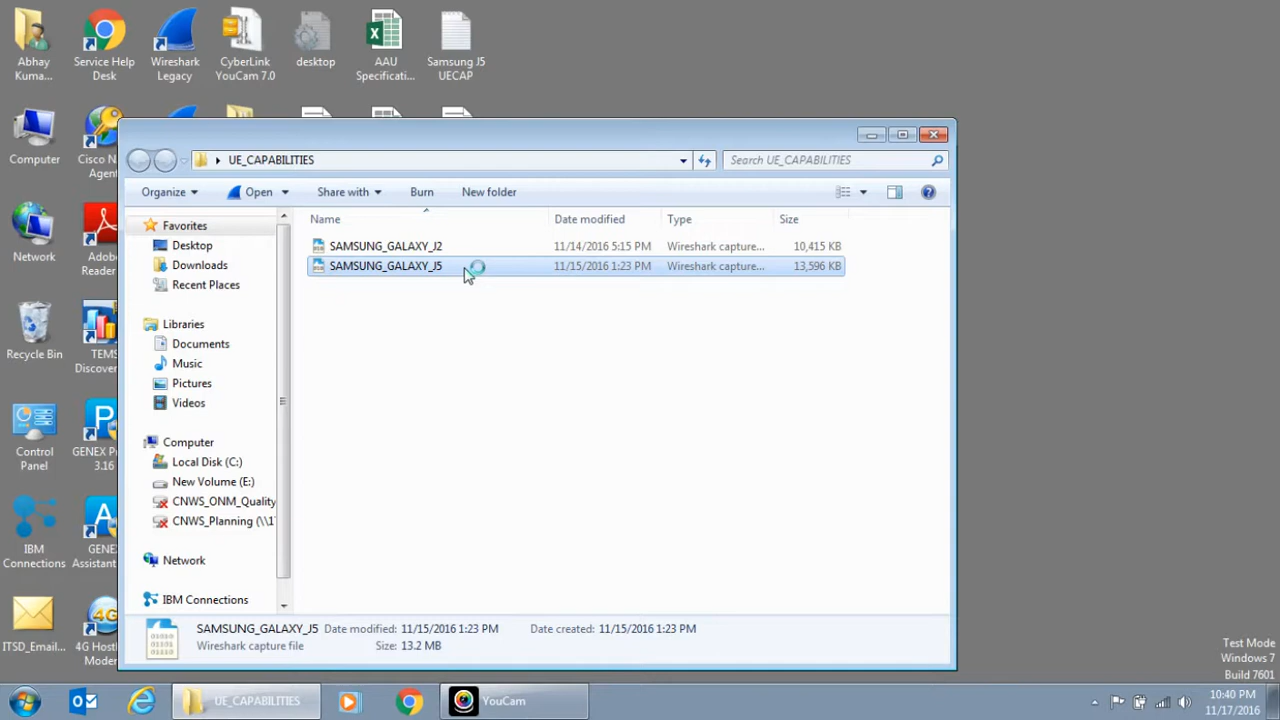 Abhay
Kuma...
Service Help
Desk
Wireshark
Legacy
CyberLink
YouCam 7.0
desktop
AAU
Specificati...
Samsung J5
UECAP
Computer
Cisco N
Agent
Network
Adobe
Reader
Recycle Bin
TEMS
Discover
Control
Panel
GENEX P
3.16
IBM
Connections
GENE
Assistan
ITSD_Email...
4G Host
Moder
UE_CAPABILITIES
Search UE_CAPABILITIES
Organize
Open
Share with
Burn
New folder
Name
Date modified
Type
Size
SAMSUNG_GALAXY_J2
11/14/2016 5:15 PM
Wireshark capture...
10,415 KB
SAMSUNG_GALAXY_J5
11/15/2016 1:23 PM
Wireshark capture...
13,596 KB
Favorites
Desktop
Downloads
Recent Places
Libraries
Documents
Music
Pictures
Videos
Computer
Local Disk (C:)
New Volume (E:)
CNWS_ONM_Quality
CNWS_Planning (\\1
Network
IBM Connections
SAMSUNG_GALAXY_J5 Date modified: 11/15/2016 1:23 PM Date created: 11/15/2016 1:23 PM
Wireshark capture file Size: 13.2 MB
Test Mode
Windows 7
Build 7601
UE_CAPABILITIES
YouCam
10:40 PM
11/17/2016